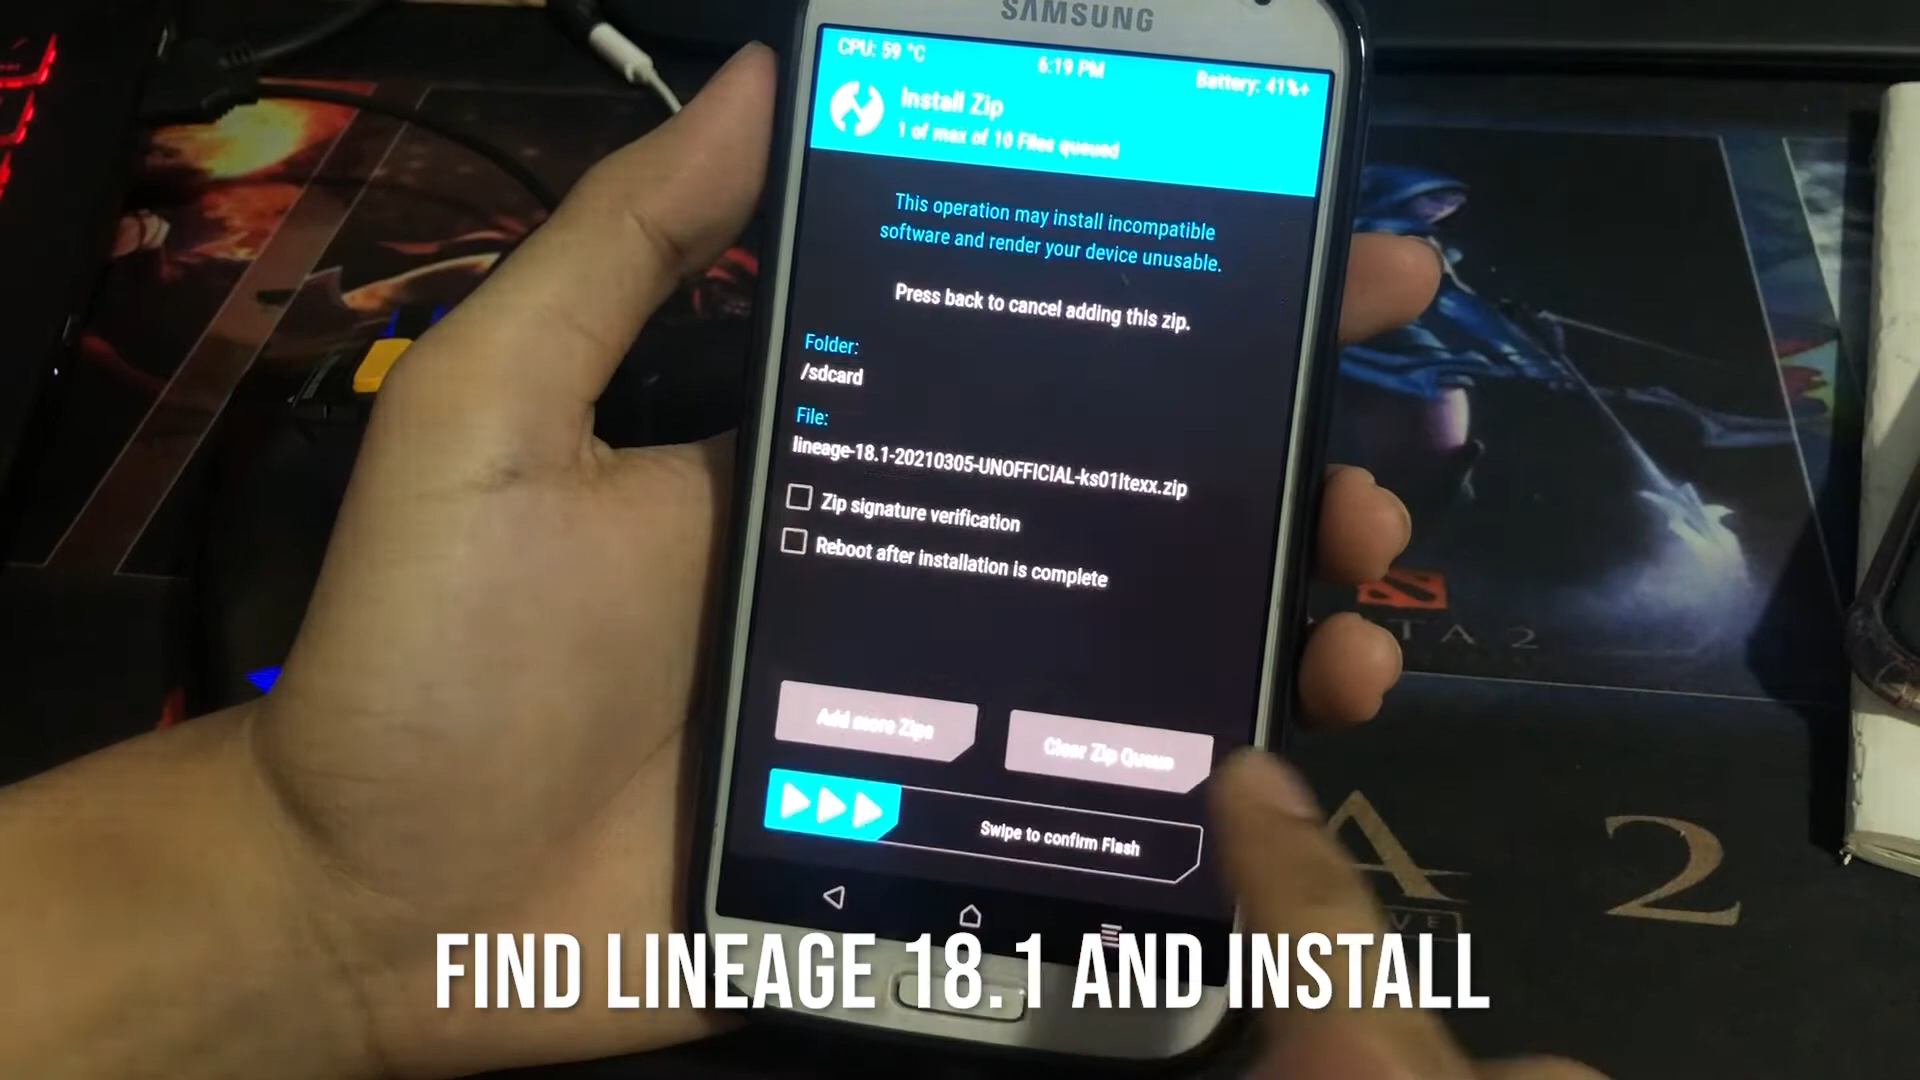 SAMSUNG
CPU: 59 °C
6:19 PM
Battery: 41%+
Install Zip
1 of max of 10 Files queued
This operation may install incompatible
software and render your device unusable.
Press back to cancel adding this zip.
Folder:
/sdcard
File:
lineage-18.1-20210305-UNOFFICIAL-ks01ltexx.zip
Zip signature verification
Reboot after installation is complete
Add more Zips
Clear Zip Queue
Swipe to confirm Flash
TA 2
A 2
FIND LINEAGE 18.1 AND INSTALL